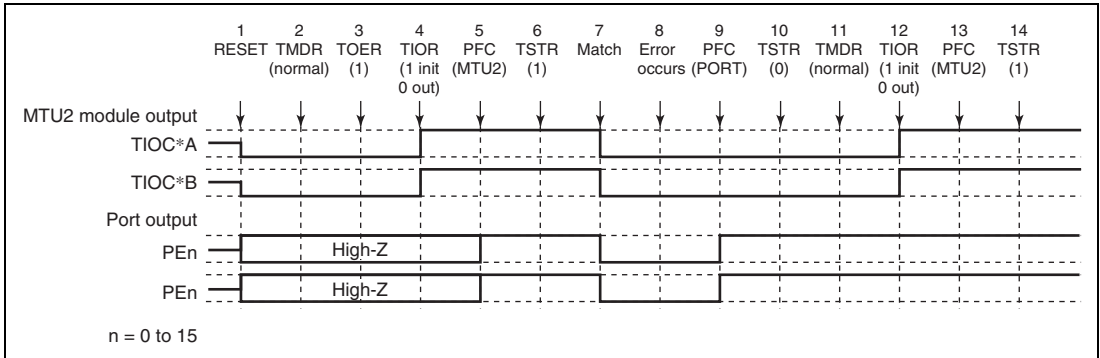 1 2 3 4 5 6 7 8 9 10 11 12 13 14
RESET TMDR TOER TIOR PFC TSTR Match Error PFC TSTR TMDR TIOR PFC TSTR
(normal) (1) (1 init (MTU2) (1) occurs (PORT) (0) (normal) (1 init (MTU2) (1)
0 out) 0 out)
MTU2 module output
TIOC*A
TIOC*B
Port output
PEn High-Z
PEn High-Z
n = 0 to 15